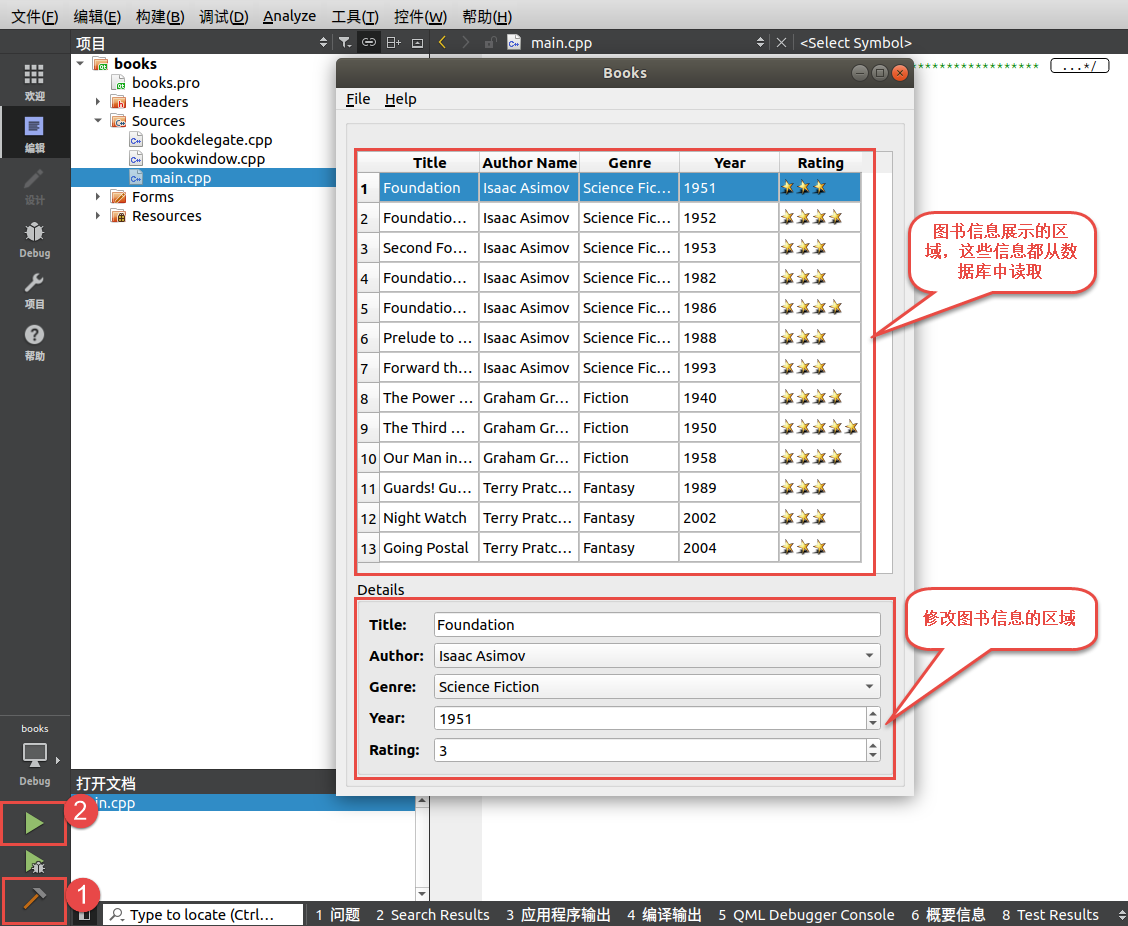 文件(F) 编辑(E) 构建(B) 调试(D) Analyze 工具(T) 控件(W) 帮助(H)
项目
main.cpp
<Select Symbol>
欢迎
编辑
设计
Debug
项目
帮助
books
books.pro
Headers
Sources
bookdelegate.cpp
bookwindow.cpp
main.cpp
Forms
Resources
********************* ...*/
Books
File Help
Title Author Name Genre Year Rating
1 Foundation Isaac Asimov Science Fic... 1951
2 Foundatio... Isaac Asimov Science Fic... 1952
3 Second Fo... Isaac Asimov Science Fic... 1953
4 Foundatio... Isaac Asimov Science Fic... 1982
5 Foundatio... Isaac Asimov Science Fic... 1986
6 Prelude to ... Isaac Asimov Science Fic... 1988
7 Forward th... Isaac Asimov Science Fic... 1993
8 The Power ... Graham Gr... Fiction 1940
9 The Third ... Graham Gr... Fiction 1950
10 Our Man in... Graham Gr... Fiction 1958
11 Guards! Gu... Terry Pratc... Fantasy 1989
12 Night Watch Terry Pratc... Fantasy 2002
13 Going Postal Terry Pratc... Fantasy 2004
图书信息展示的区
域，这些信息都从数
据库中读取
Details
Title: Foundation
Author: Isaac Asimov
Genre: Science Fiction
Year: 1951
Rating: 3
修改图书信息的区域
books
Debug
打开文档
in.cpp
2
1
Type to locate (Ctrl...
1 问题 2 Search Results 3 应用程序输出 4 编译输出 5 QML Debugger Console 6 概要信息 8 Test Results